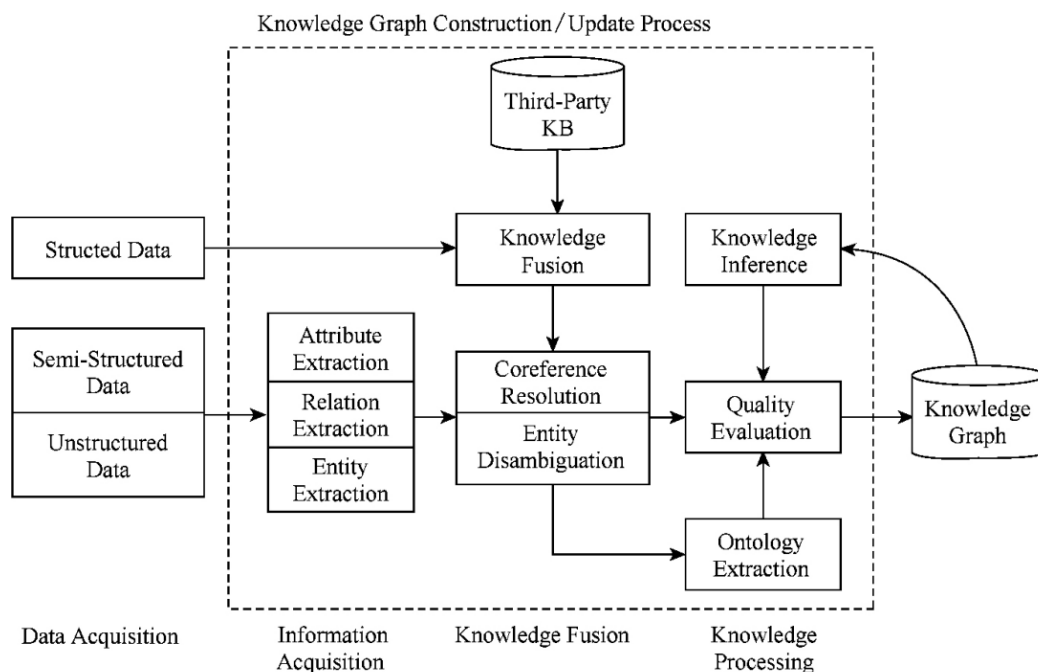 Knowledge Graph Construction/Update Process
Third-Party
KB
Structed Data
Knowledge
Fusion
Knowledge
Inference
Semi-Structured
Data
Unstructured
Data
Attribute
Extraction
Relation
Extraction
Entity
Extraction
Coreference
Resolution
Entity
Disambiguation
Quality
Evaluation
Knowledge
Graph
Ontology
Extraction
Data Acquisition
Information
Acquisition
Knowledge Fusion
Knowledge
Processing